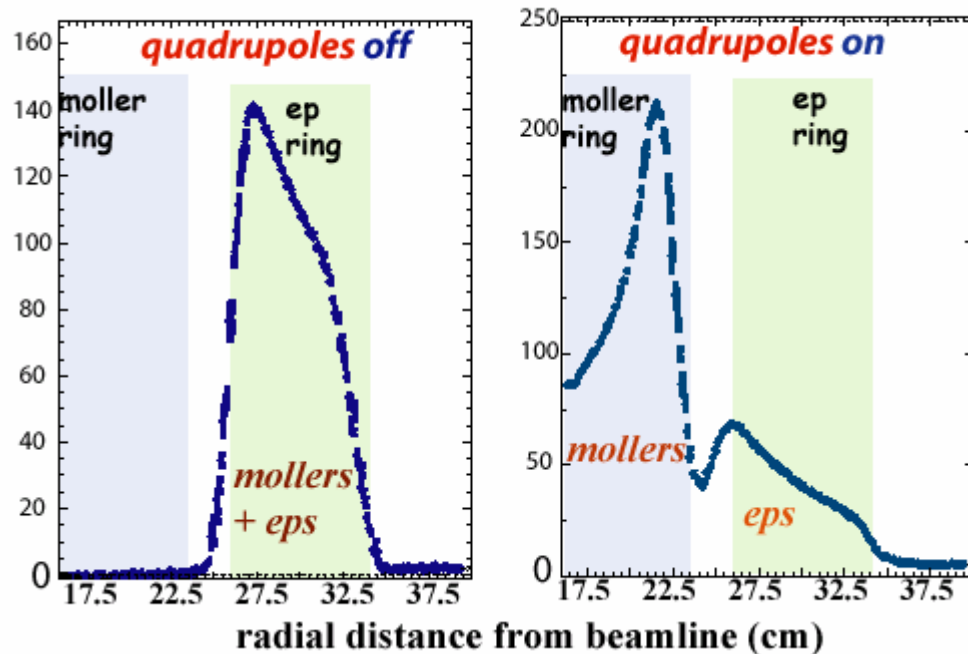 quadrupoles off
160
140
120
100
80
60
40
20
0
moller
ring
ep
ring
mollers
+ eps
17.5 22.5 27.5 32.5 37.5
quadrupoles on
250
200
150
100
50
0
moller
ring
ep
ring
mollers
eps
17.5 22.5 27.5 32.5 37.5
radial distance from beamline (cm)